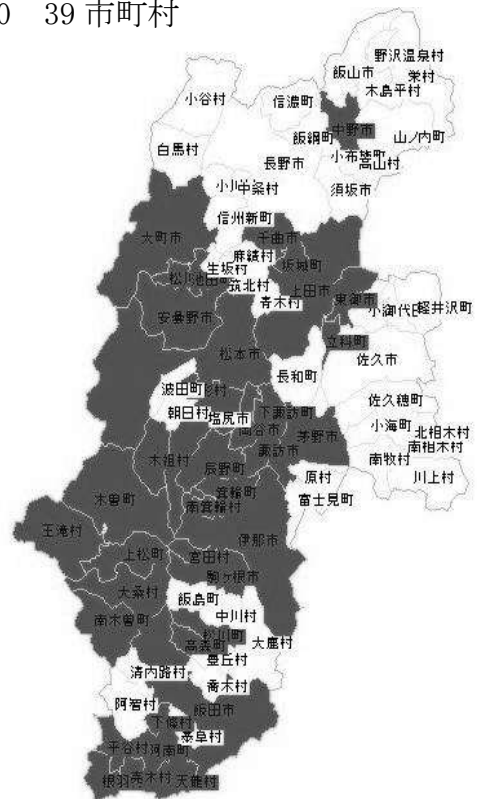 0 39市町村
野沢温泉村
飯山市
栄村
木島平村
小谷村
信濃町
中野市
飯綱町
山ノ内町
白馬村
小布施町
高山村
長野市
小川村
中条村
須坂市
信州新町
大町市
千曲市
麻績村
坂城町
生坂村
松川村
池田町
筑北村
上田市
東御市
青木村
小御代田
軽井沢町
安曇野市
立科町
松本市
佐久市
長和町
波田町
形村
佐久穂町
朝日村
塩尻市
下諏訪町
岡谷市
茅野市
小海町
北相木村
諏訪市
南相木村
木祖村
辰野町
南牧村
原村
川上村
箕輪町
木曽町
南箕輪村
富士見町
王滝村
伊那市
上松町
宮田村
駒ヶ根市
大桑村
飯島町
中川村
南木曽町
松川町
高森町
大鹿村
豊丘村
清内路村
喬木村
阿智村
飯田市
下條村
泰阜村
平谷村
阿南町
根羽
売木村
天龍村